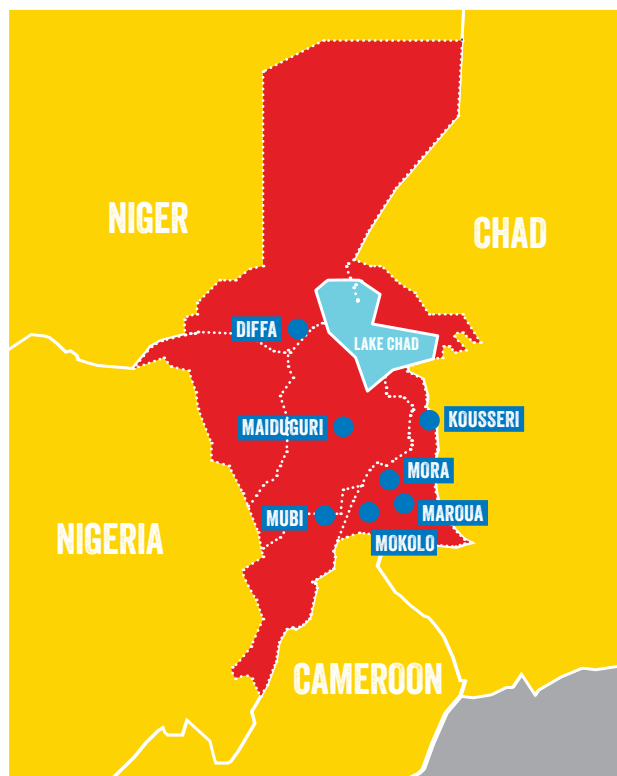 NIGER
CHAD
DIFFA
LAKE CHAD
MAIDUGURI
KOUSSERI
MORA
MAROUA
MUBI
MOKOLO
NIGERIA
CAMEROON